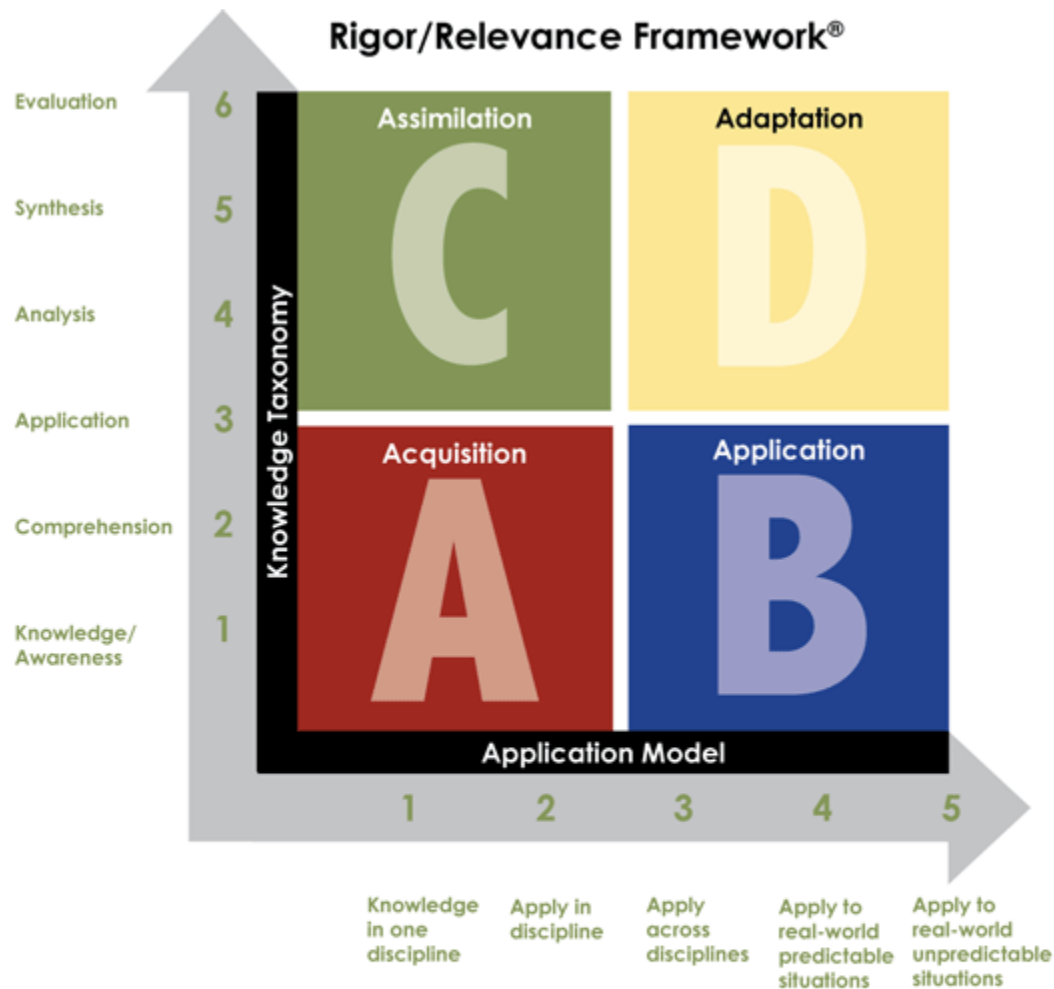 Rigor/Relevance Framework®
Evaluation
6
Synthesis
5
Analysis
4
Application
3
Comprehension
2
Knowledge/
Awareness
1
Knowledge Taxonomy
Assimilation
C
Adaptation
D
Acquisition
A
Application
B
Application Model
1
2
3
4
5
Knowledge
in one
discipline
Apply in
discipline
Apply
across
disciplines
Apply to
real-world
predictable
situations
Apply to
real-world
unpredictable
situations